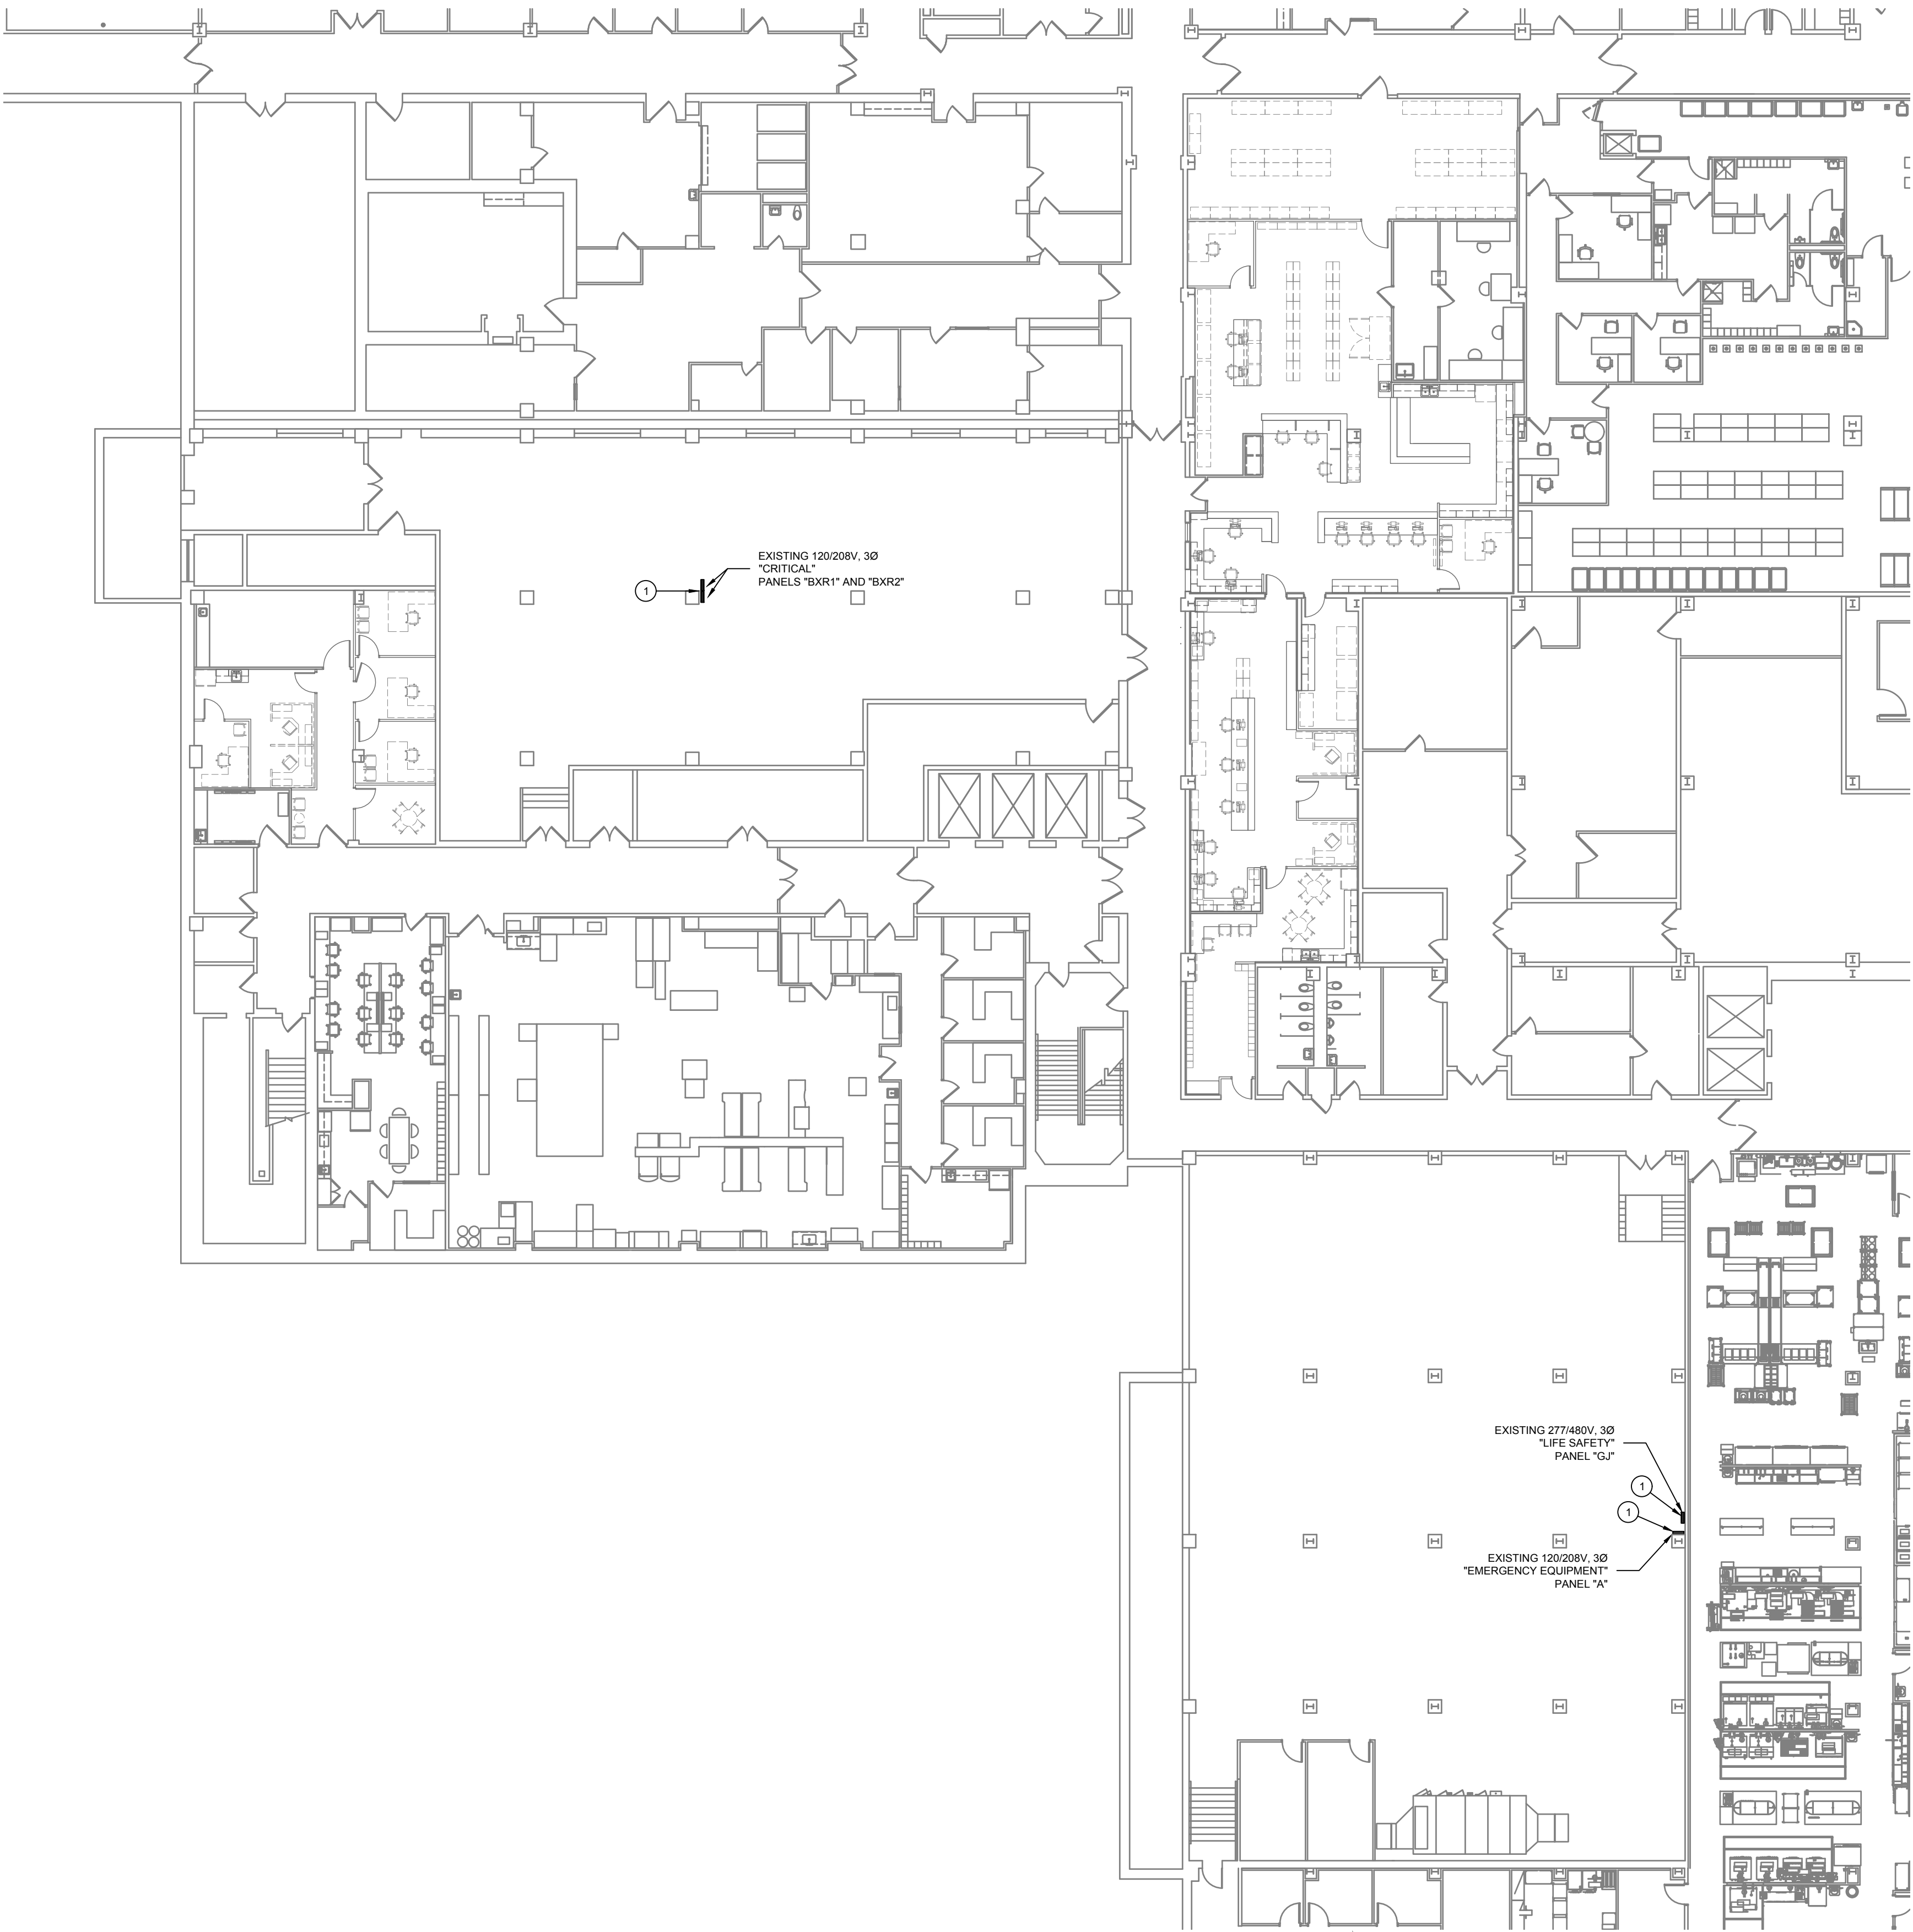 EXISTING 120/208V, 3Ø
"CRITICAL"
PANELS "BXR1" AND "BXR2"
1
EXISTING 277/480V, 3Ø
"LIFE SAFETY"
PANEL "GJ"
1
1
EXISTING 120/208V, 3Ø
"EMERGENCY EQUIPMENT"
PANEL "A"